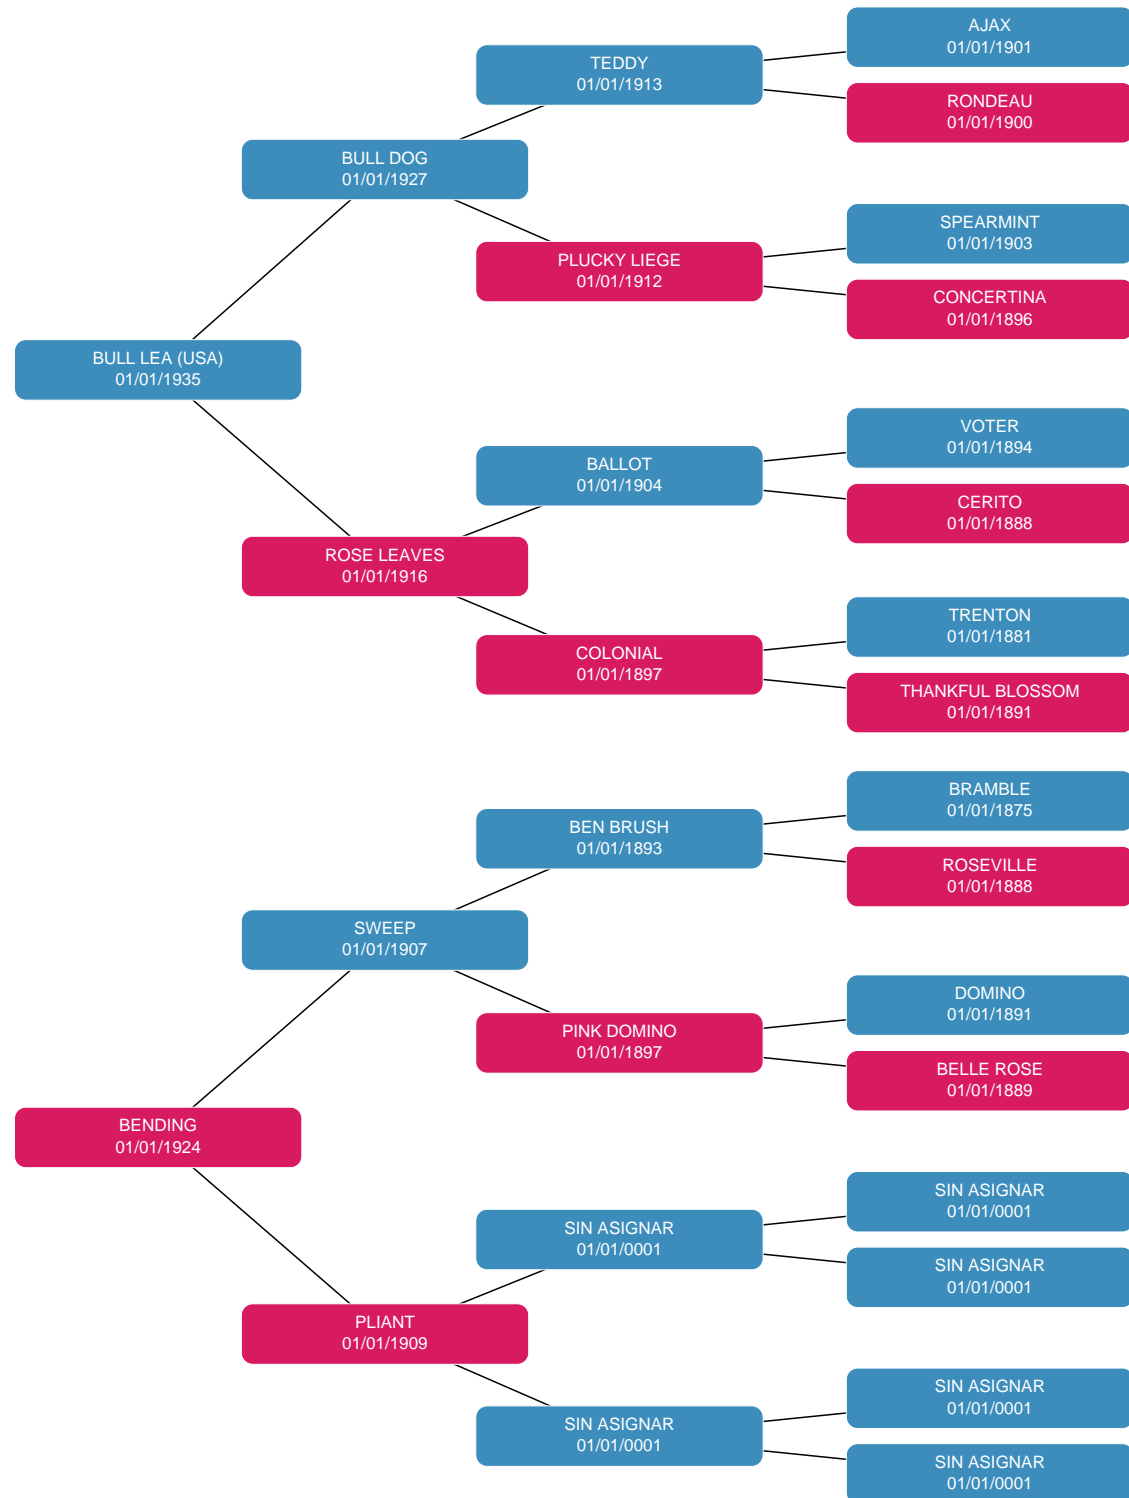 AJAX
01/01/1901
TEDDY
01/01/1913
RONDEAU
01/01/1900
BULL DOG
01/01/1927
SPEARMINT
01/01/1903
PLUCKY LIEGE
01/01/1912
CONCERTINA
01/01/1896
BULL LEA (USA)
01/01/1935
VOTER
01/01/1894
BALLOT
01/01/1904
CERITO
01/01/1888
ROSE LEAVES
01/01/1916
TRENTON
01/01/1881
COLONIAL
01/01/1897
THANKFUL BLOSSOM
01/01/1891
BRAMBLE
01/01/1875
BEN BRUSH
01/01/1893
ROSEVILLE
01/01/1888
SWEEP
01/01/1907
DOMINO
01/01/1891
PINK DOMINO
01/01/1897
BELLE ROSE
01/01/1889
BENDING
01/01/1924
SIN ASIGNAR
01/01/0001
SIN ASIGNAR
01/01/0001
SIN ASIGNAR
01/01/0001
PLIANT
01/01/1909
SIN ASIGNAR
01/01/0001
SIN ASIGNAR
01/01/0001
SIN ASIGNAR
01/01/0001